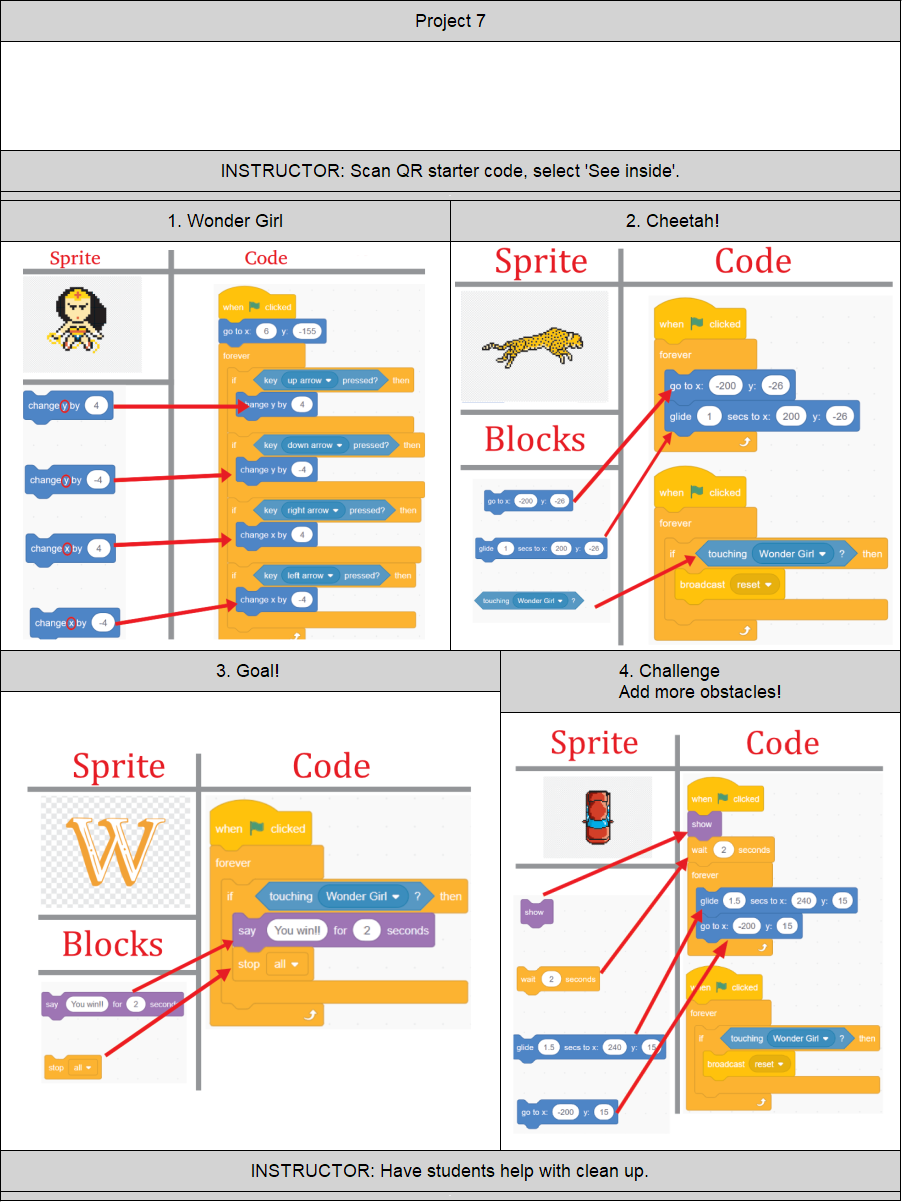 Project 7
INSTRUCTOR: Scan QR starter code, select 'See inside'.
1. Wonder Girl
Sprite
Code
change y by 4
change y by -4
change x by 4
change x by -4
when clicked
go to x: 6 y: -155
forever
if key up arrow pressed? then
change y by 4
if key down arrow pressed? then
change y by -4
if key right arrow pressed? then
change x by 4
if key left arrow pressed? then
change x by -4
2. Cheetah!
Sprite
Code
Blocks
go to x: -200 y: -26
glide 1 secs to x: 200 y: -26
touching Wonder Girl ?
when clicked
forever
go to x: -200 y: -26
glide 1 secs to x: 200 y: -26
when clicked
forever
if touching Wonder Girl ? then
broadcast reset
3. Goal!
Sprite
Code
W
Blocks
say You win!! for 2 seconds
stop all
when clicked
forever
if touching Wonder Girl ? then
say You win!! for 2 seconds
stop all
4. Challenge
Add more obstacles!
Sprite
Code
show
wait 2 seconds
glide 1.5 secs to x: 240 y: 15
go to x: -200 y: 15
when clicked
show
wait 2 seconds
forever
glide 1.5 secs to x: 240 y: 15
go to x: -200 y: 15
when clicked
forever
if touching Wonder Girl ? then
broadcast reset
INSTRUCTOR: Have students help with clean up.